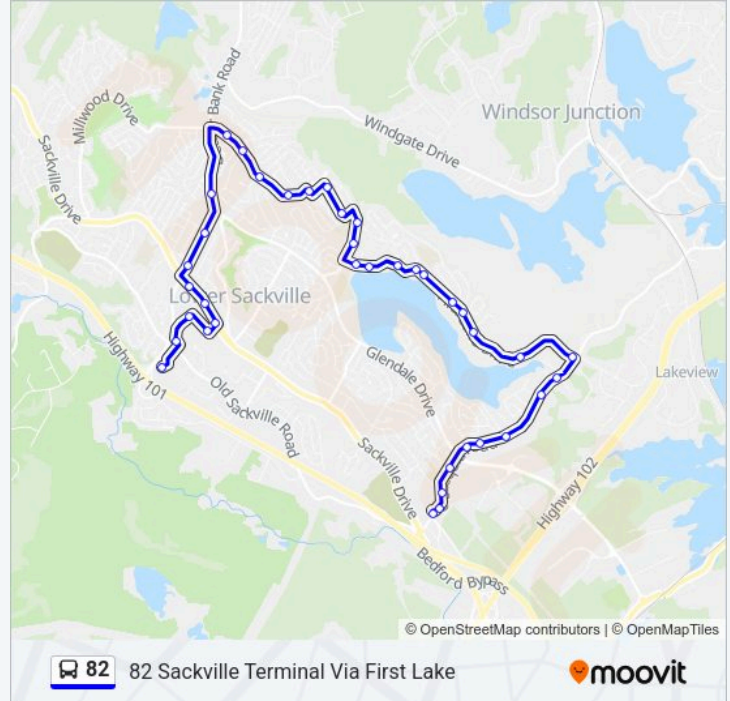 Bank Road
Millwood Drive
Windsor Junction
Windgate Drive
Sackville Drive
Lower Sackville
Highway 101
Glendale Drive
Lakeview
Old Sackville Road
Sackville Drive
Highway 102
Bedford Bypass
© OpenStreetMap contributors | © OpenMapTiles
82 82 Sackville Terminal Via First Lake moovit